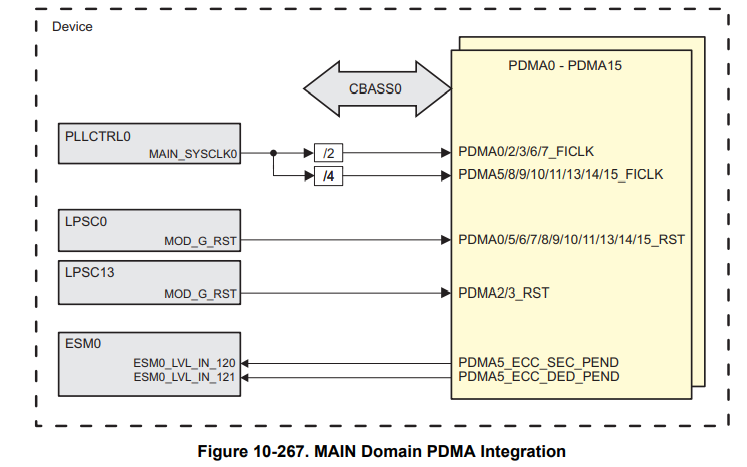 Device
PDMA0 - PDMA15
CBASS0
PLLCTRL0
MAIN_SYSCLK0
/2
PDMA0/2/3/6/7_FICLK
/4
PDMA5/8/9/10/11/13/14/15_FICLK
LPSC0
MOD_G_RST
PDMA0/5/6/7/8/9/10/11/13/14/15_RST
LPSC13
MOD_G_RST
PDMA2/3_RST
ESM0
ESM0_LVL_IN_120
PDMA5_ECC_SEC_PEND
ESM0_LVL_IN_121
PDMA5_ECC_DED_PEND
Figure 10-267. MAIN Domain PDMA Integration